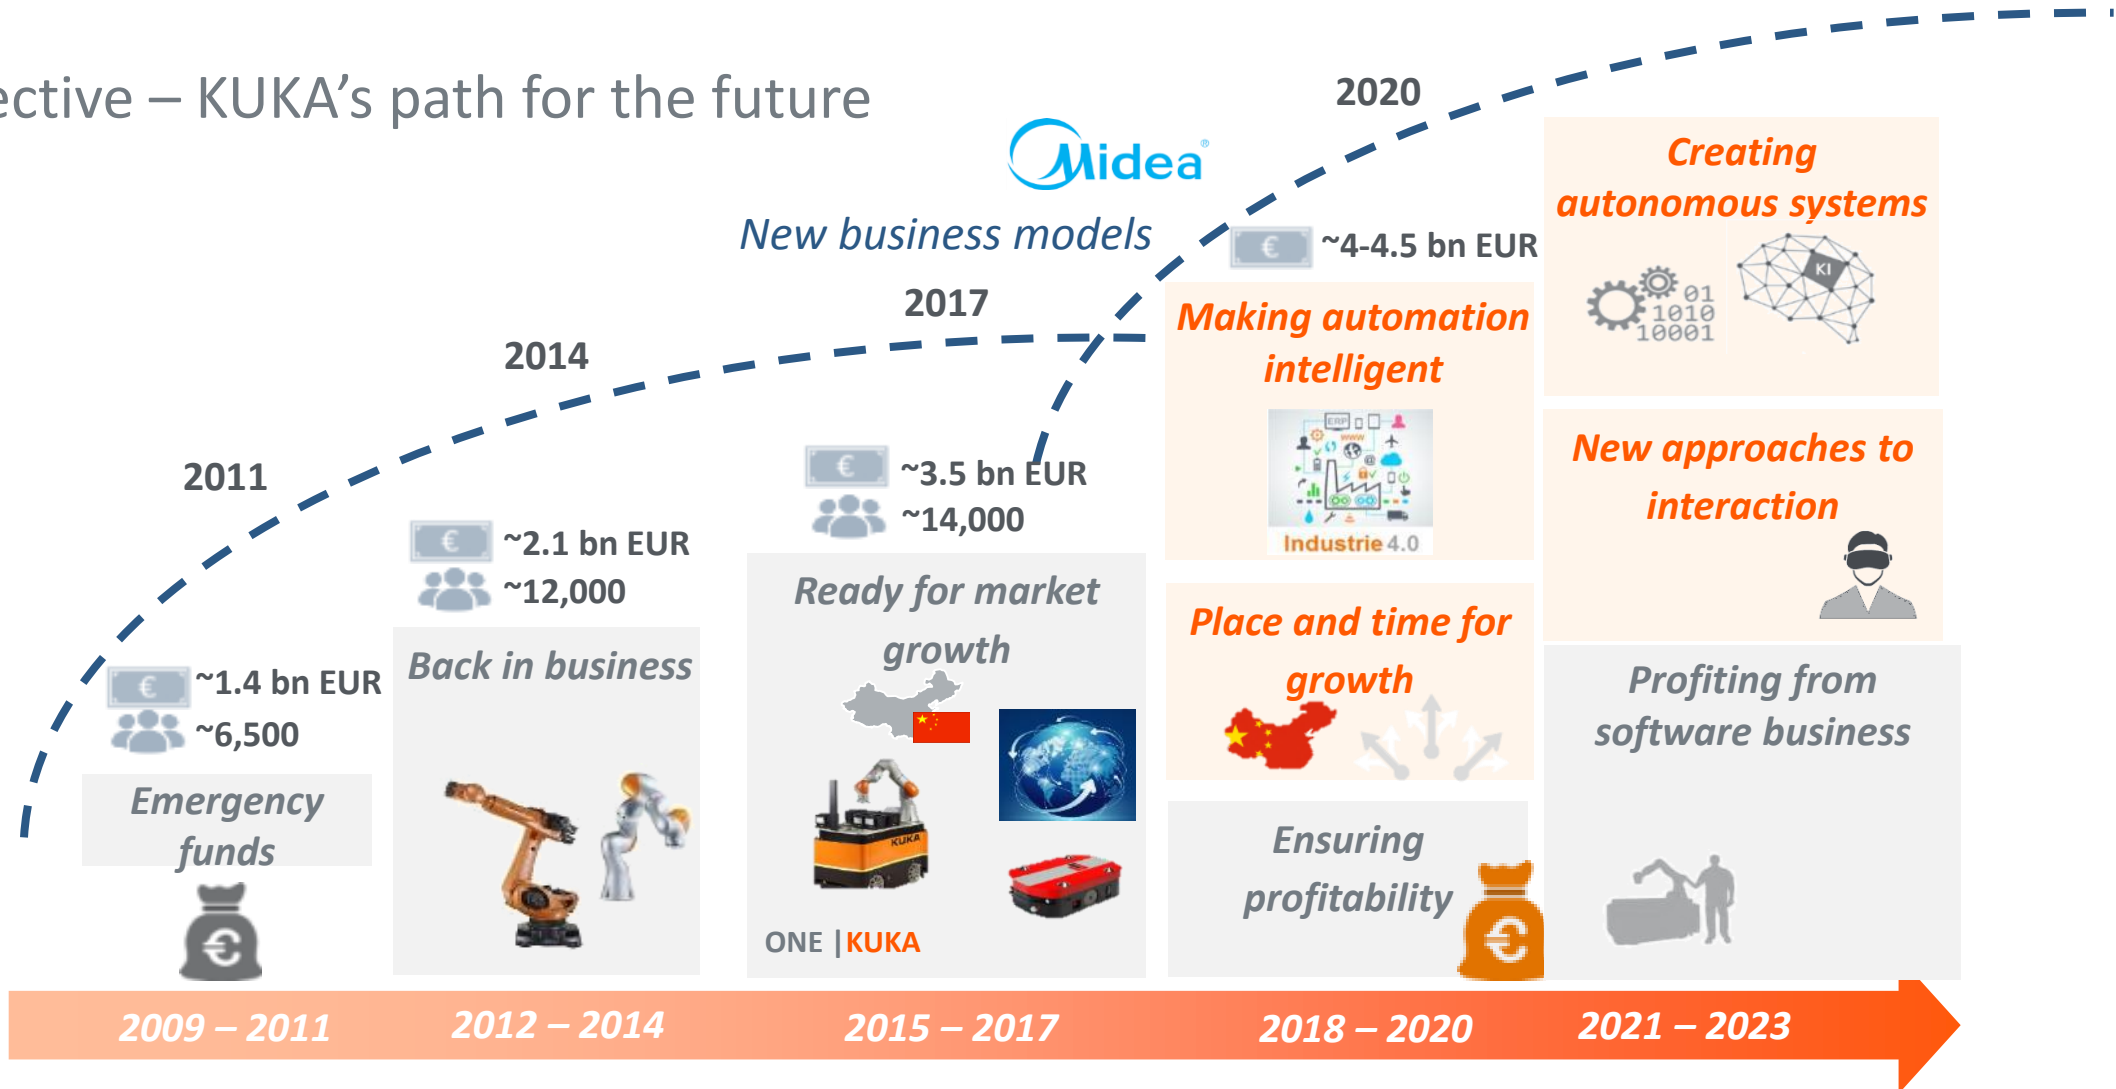 ective – KUKA's path for the future
Midea®
New business models
2011
2014
2017
2020
~1.4 bn EUR
~6,500
Emergency
funds
€
~2.1 bn EUR
~12,000
Back in business
€
~3.5 bn EUR
~14,000
Ready for market
growth
KUKA
ONE |KUKA
€
~4-4.5 bn EUR
Making automation
intelligent
ERP
www
@
Industrie 4.0
Place and time for
growth
Ensuring
profitability
€
Creating
autonomous systems
01
1010
10001
KI
New approaches to
interaction
Profiting from
software business
2009 – 2011
2012 – 2014
2015 – 2017
2018 – 2020
2021 – 2023